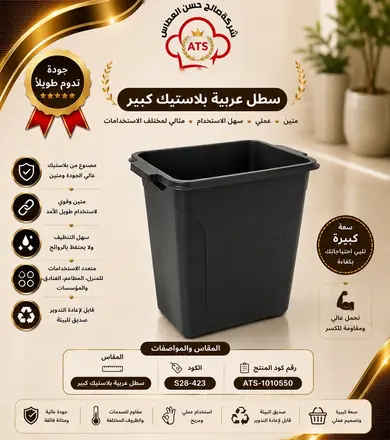 شركة صالح حسن العطاس
ATS
جودة
تدوم طويلاً
سطل عربية بلاستيك كبير
متين • عملي • سهل الاستخدام • مثالي لمختلف الاستخدامات
مصنوع من بلاستيك
عالي الجودة ومتين
متين وقوي
لاستخدام طويل الأمد
سهل التنظيف
ولا يحتفظ بالروائح
متعدد الاستخدامات
للمنزل، المطاعم، الفنادق،
والمؤسسات
قابل لإعادة التدوير
صديق للبيئة
سعة
كبيرة
تلبي احتياجاتك
بكفاءة
تحمل عالي
ومقاومة للكسر
المقاس والمواصفات
رقم كود المنتج
ATS-1010550
الكود
S28-423
المقاس
سطل عربية بلاستيك كبير
سعة كبيرة
وتصميم عملي
صديق للبيئة
قابل لإعادة التدوير
استخدام عملي
ومريح
مقاوم للصدمات
والظروف المختلفة
جودة عالية
ومتانة فائقة